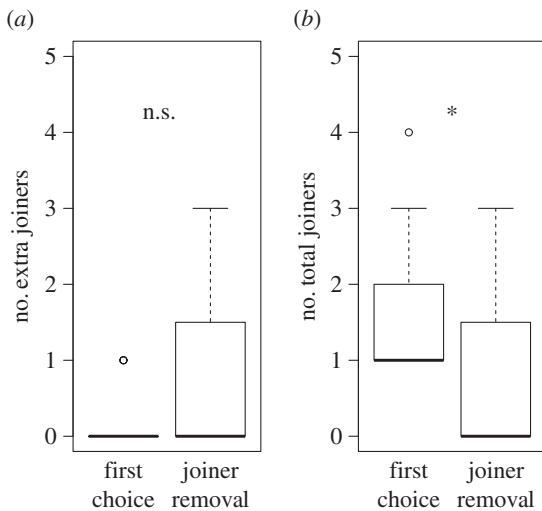 (a)
no. extra joiners
5
4
3
2
1
0
n.s.
first
choice
joiner
removal
(b)
no. total joiners
5
4
3
2
1
0
*
first
choice
joiner
removal